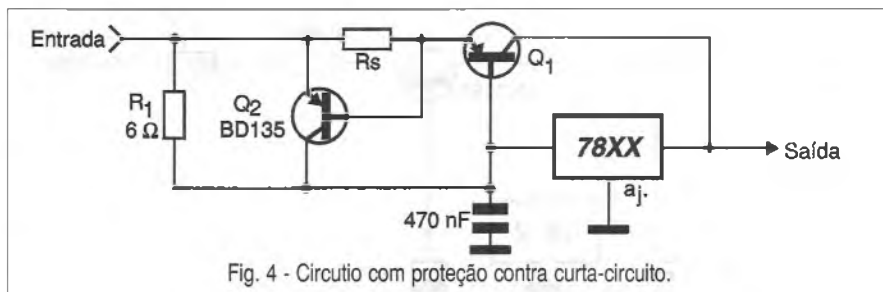 Entrada
Rs
Q1
R1
6 Ω
Q2
BD135
78XX
Saída
aj.
470 nF
Fig. 4 - Circutio com proteção contra curta-circuito.